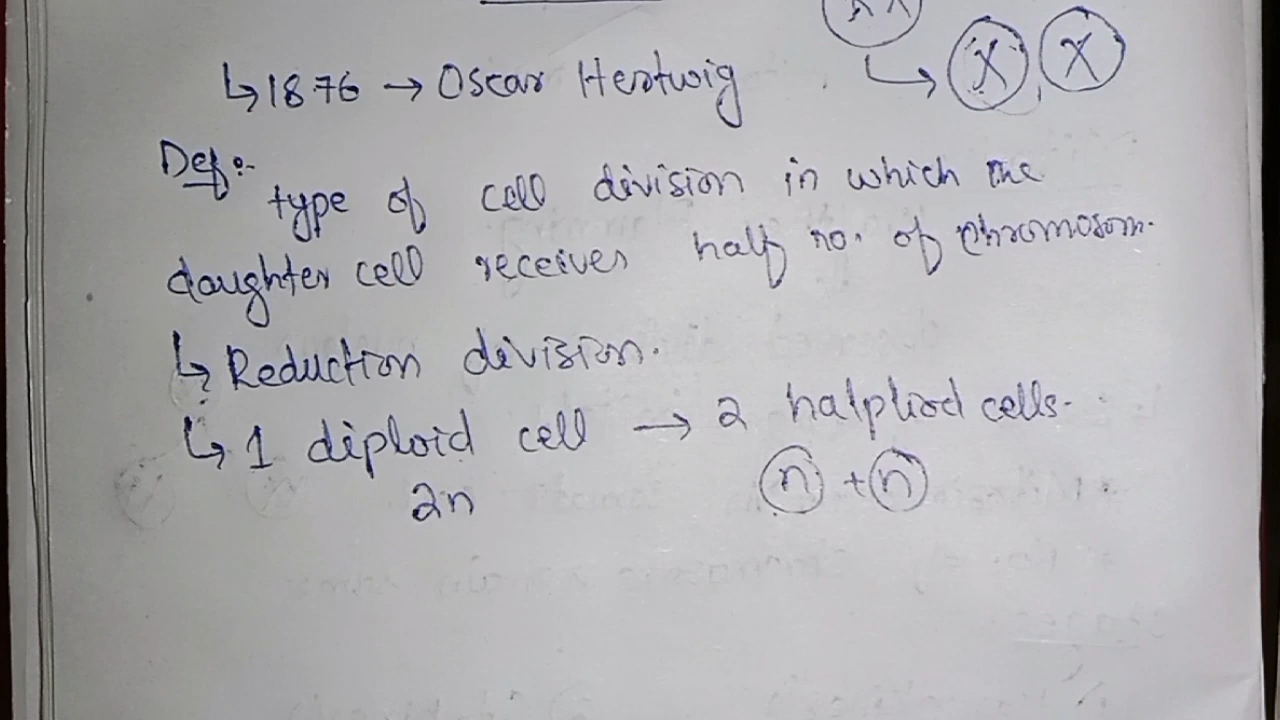 ↳ 1876 → Oscar Hertwig
X X
X X
Def:-
type of cell division in which the
daughter cell receives half no. of chromosom.
↳ Reduction division.
↳ 1 diploid cell → 2 halpliod cells.
2n n + n